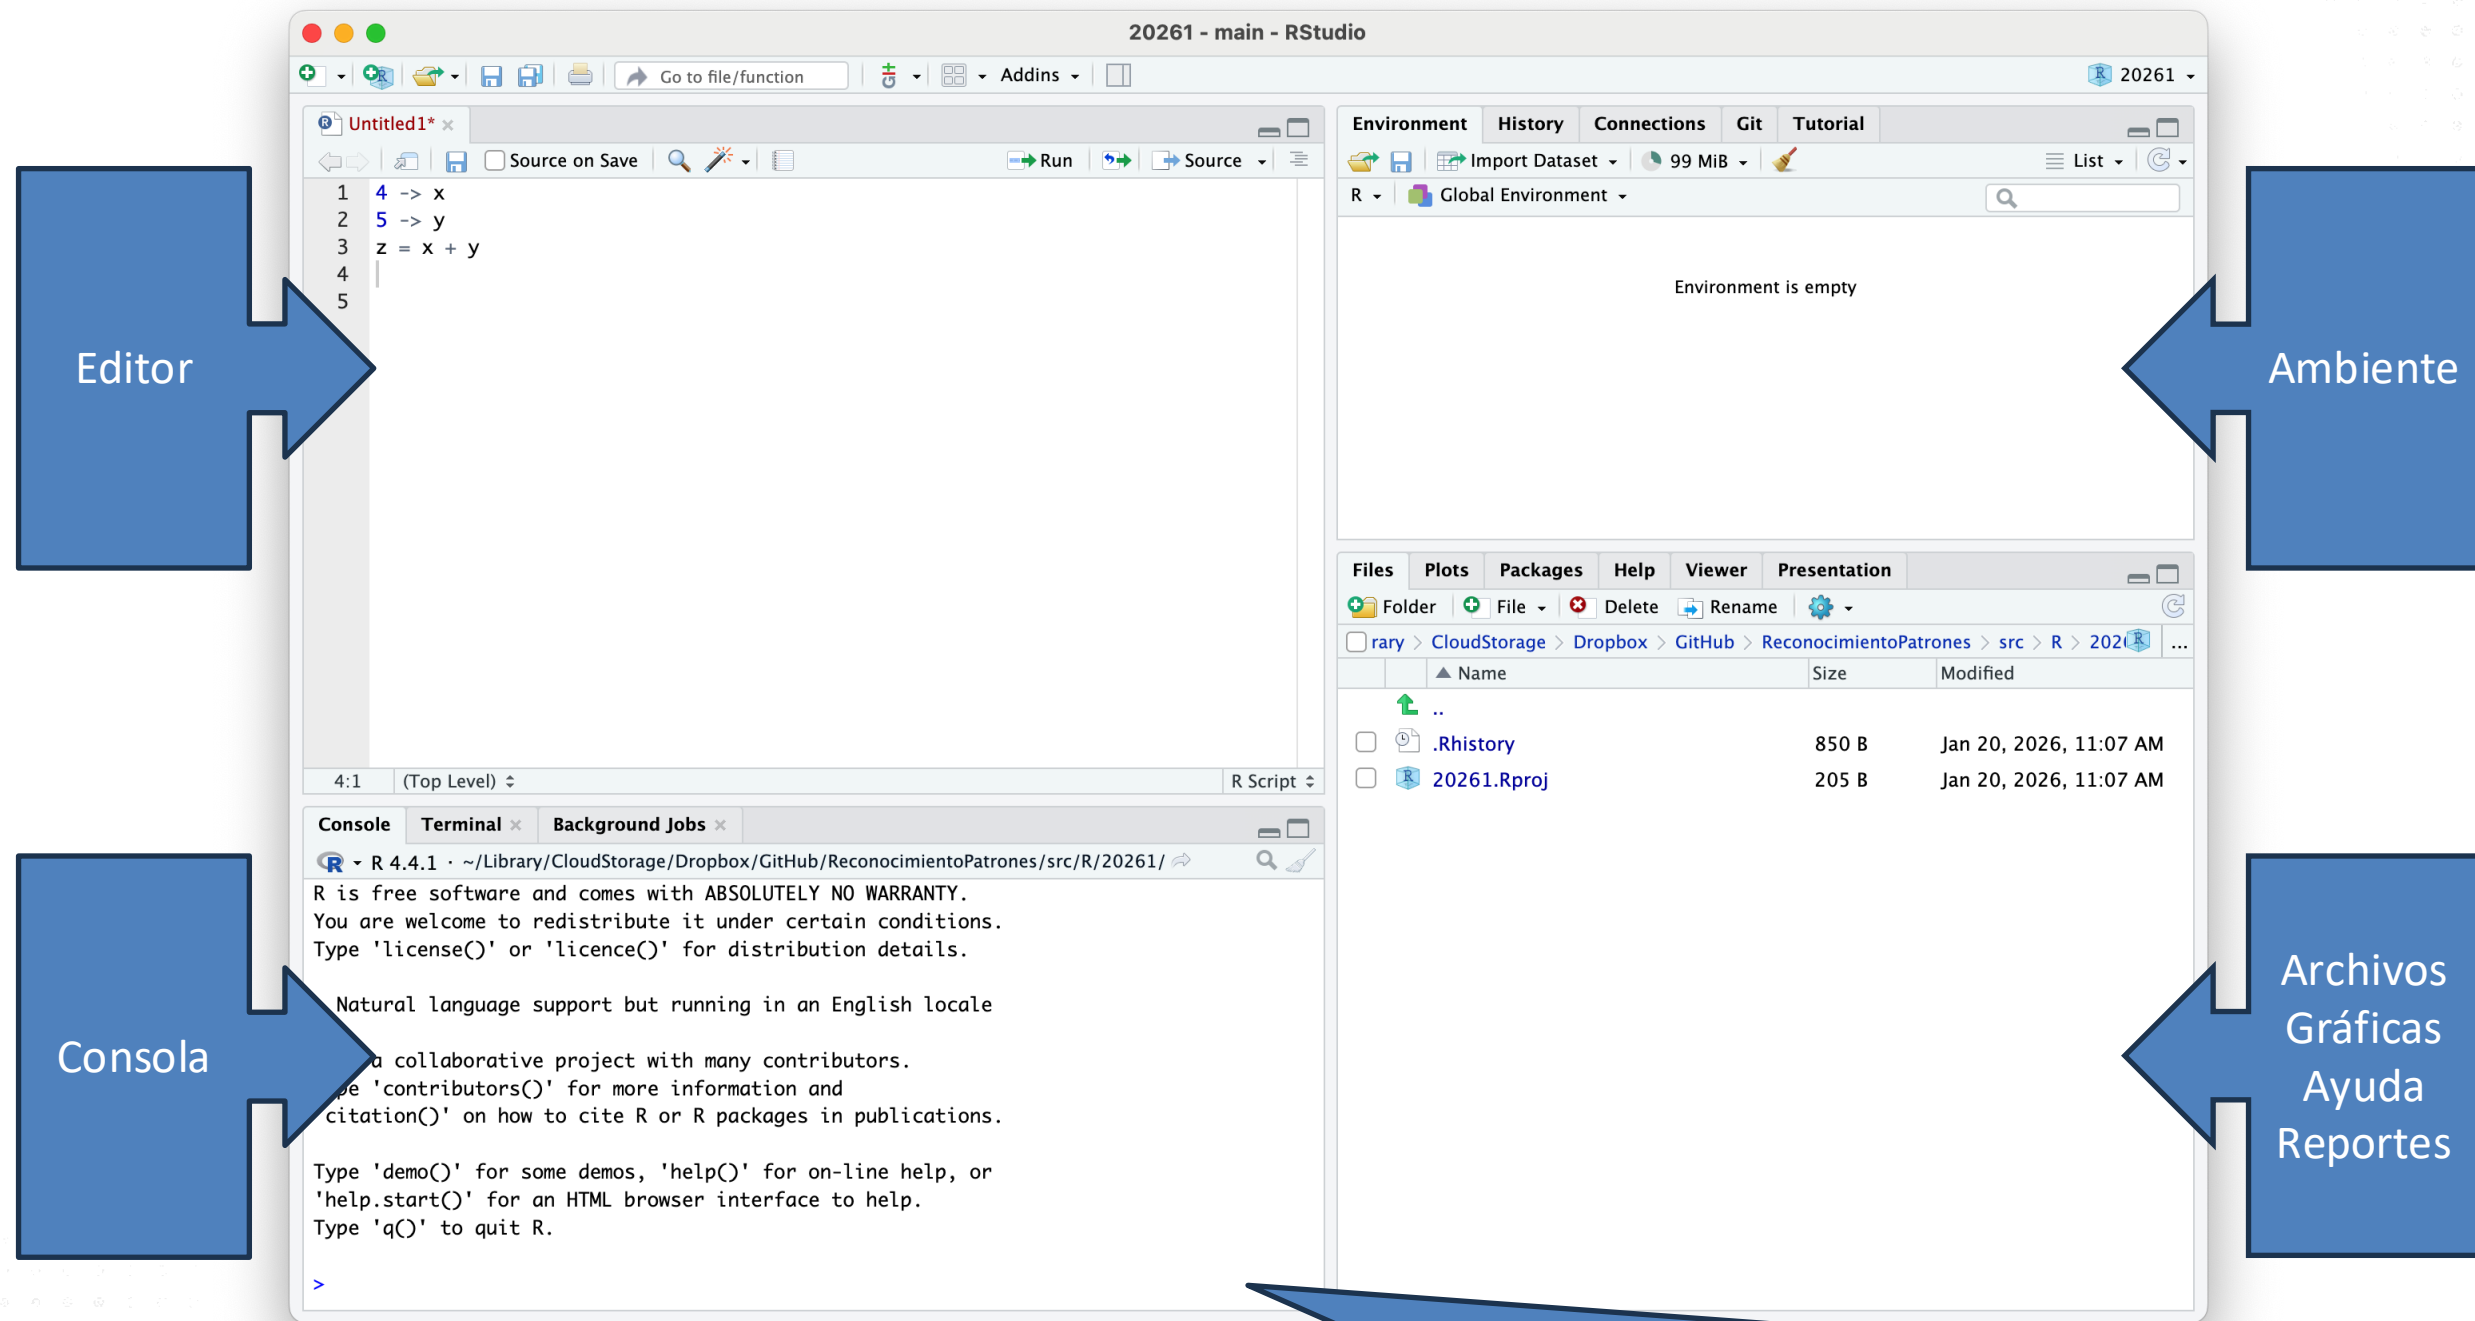 20261 - main - RStudio
Go to file/function
Addins
20261
Untitled1*
Source on Save
Run
Source
1 4 -> x
2 5 -> y
3 z = x + y
4
5
4:1 (Top Level) R Script
Editor
Console Terminal Background Jobs
R 4.4.1 · ~/Library/CloudStorage/Dropbox/GitHub/ReconocimientoPatrones/src/R/20261/
R is free software and comes with ABSOLUTELY NO WARRANTY.
You are welcome to redistribute it under certain conditions.
Type 'license()' or 'licence()' for distribution details.
Natural language support but running in an English locale
a collaborative project with many contributors.
'contributors()' for more information and
citation()' on how to cite R or R packages in publications.
Type 'demo()' for some demos, 'help()' for on-line help, or
'help.start()' for an HTML browser interface to help.
Type 'q()' to quit R.
>
Consola
Environment History Connections Git Tutorial
Import Dataset 99 MiB List
R Global Environment
Environment is empty
Ambiente
Files Plots Packages Help Viewer Presentation
Folder File Delete Rename
rary > CloudStorage > Dropbox > GitHub > ReconocimientoPatrones > src > R > 202 ...
Name Size Modified
..
.Rhistory 850 B Jan 20, 2026, 11:07 AM
20261.Rproj 205 B Jan 20, 2026, 11:07 AM
Archivos
Gráficas
Ayuda
Reportes